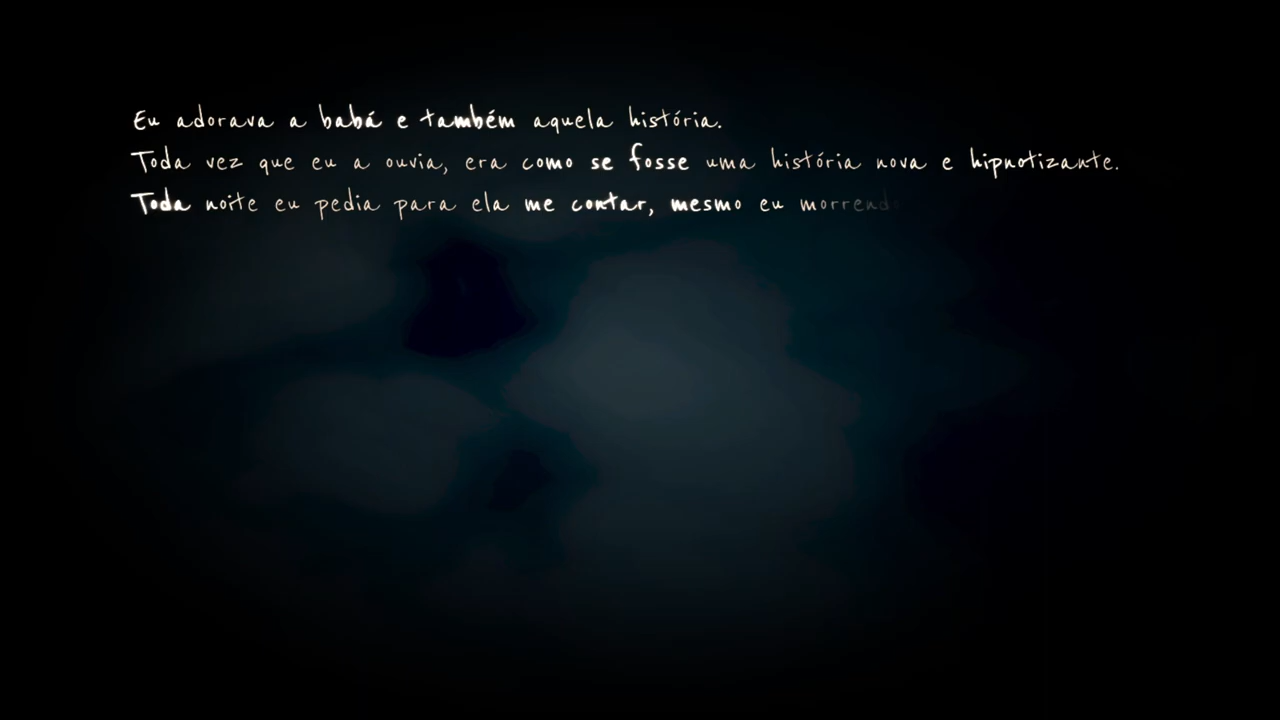 Eu adorava a babá e também aquela história.
Toda vez que eu a ouvia, era como se fosse uma história nova e hipnotizante.
Toda noite eu pedia para ela me contar, mesmo eu